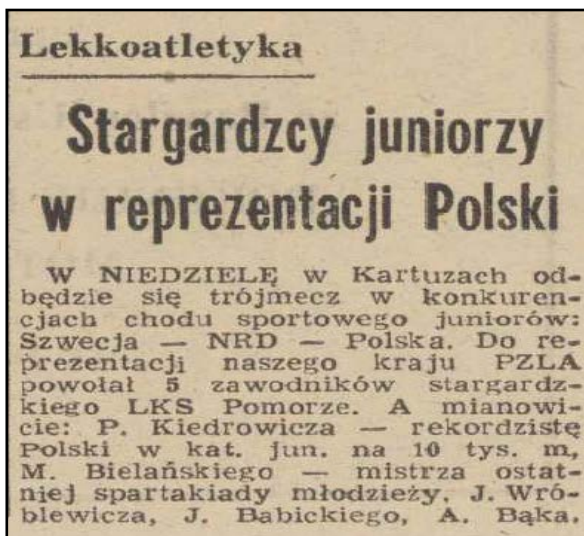 Lekkoatletyka
Stargardzcy juniorzy
w reprezentacji Polski
W NIEDZIELĘ w Kartuzach od-
będzie się trójmecz w konkuren-
cjach chodu sportowego juniorów:
Szwecja — NRD — Polska. Do re-
prezentacji naszego kraju PZLA
powołał 5 zawodników stargardz-
kiego LKS Pomorze. A mianowi-
cie: P. Kiedrowicza — rekordzistę
Polski w kat. jun. na 10 tys. m,
M. Bielańskiego — mistrza ostat-
niej spartakiady młodzieży, J. Wró-
blewicza, J. Babickiego, A. Bąka.